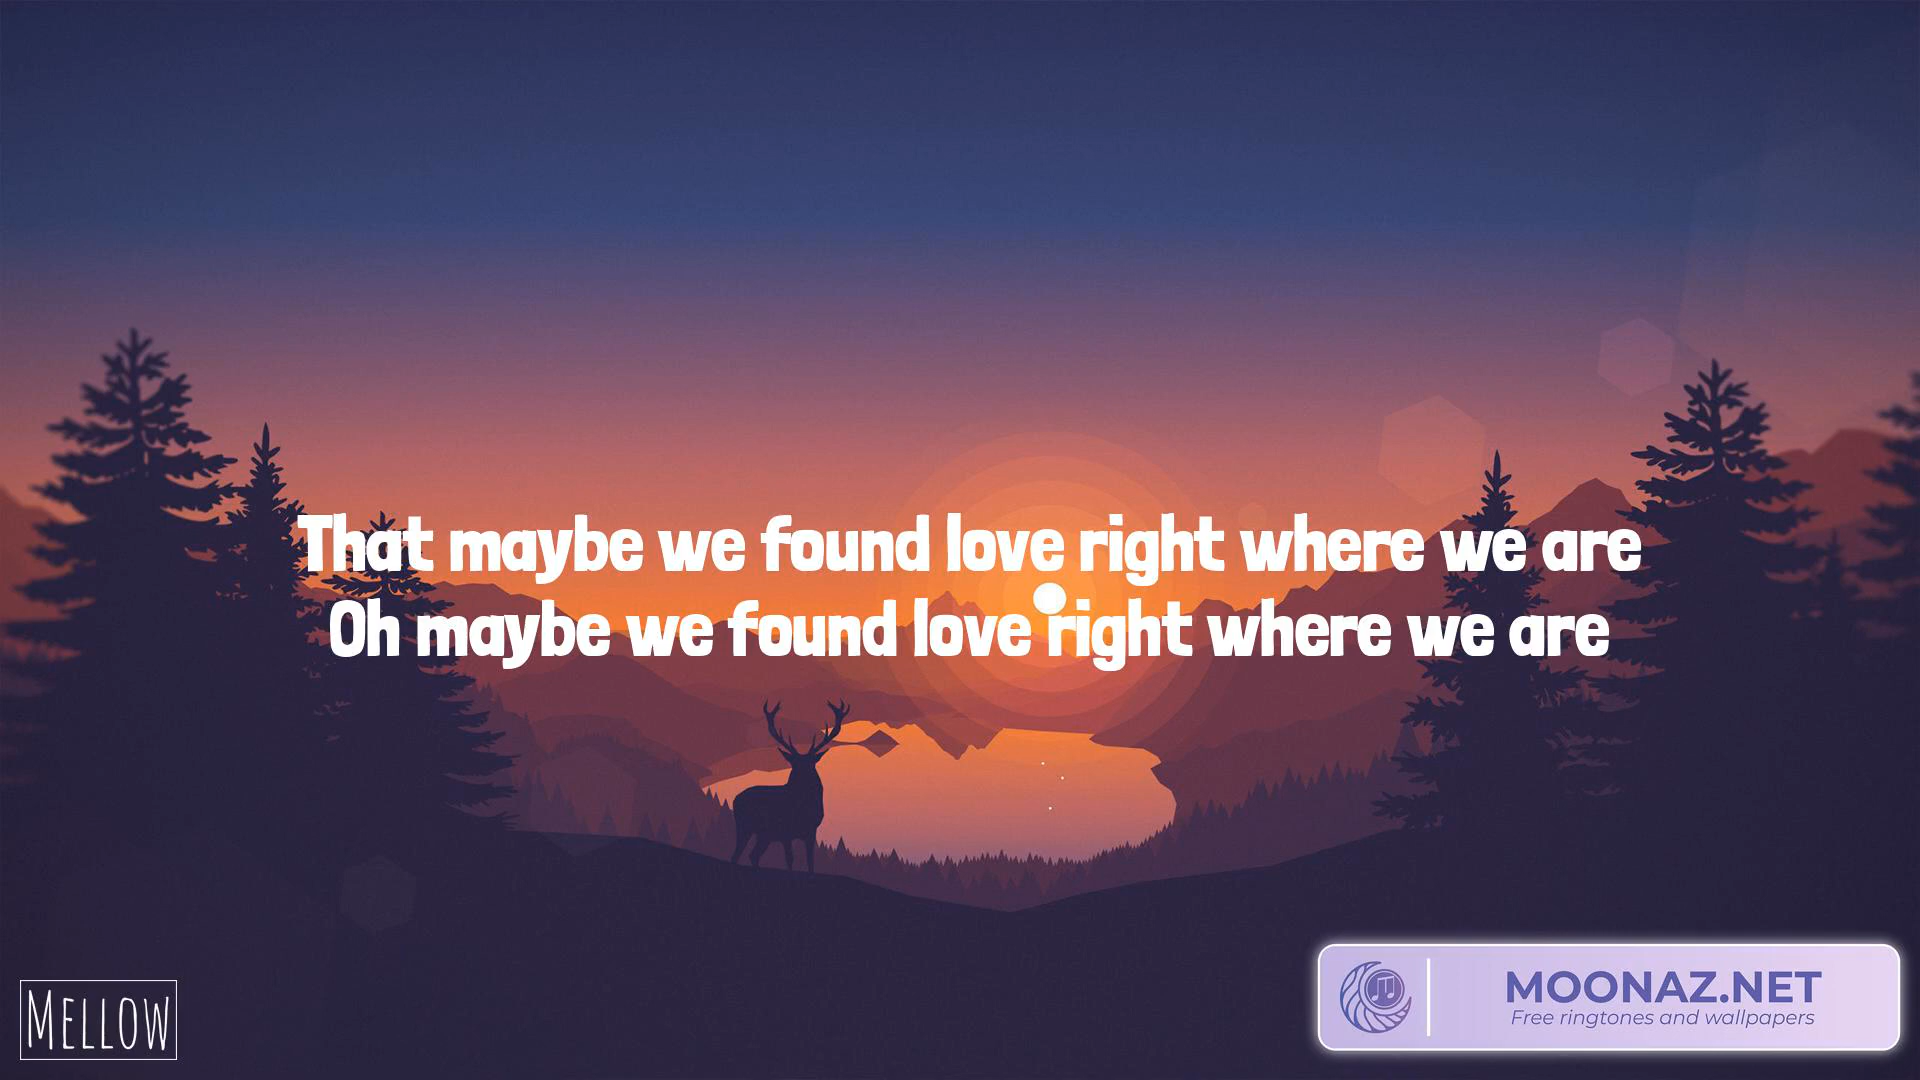 That maybe we found love right where we are
Oh maybe we found love right where we are
MELLOW
MOONAZ.NET
Free ringtones and wallpapers